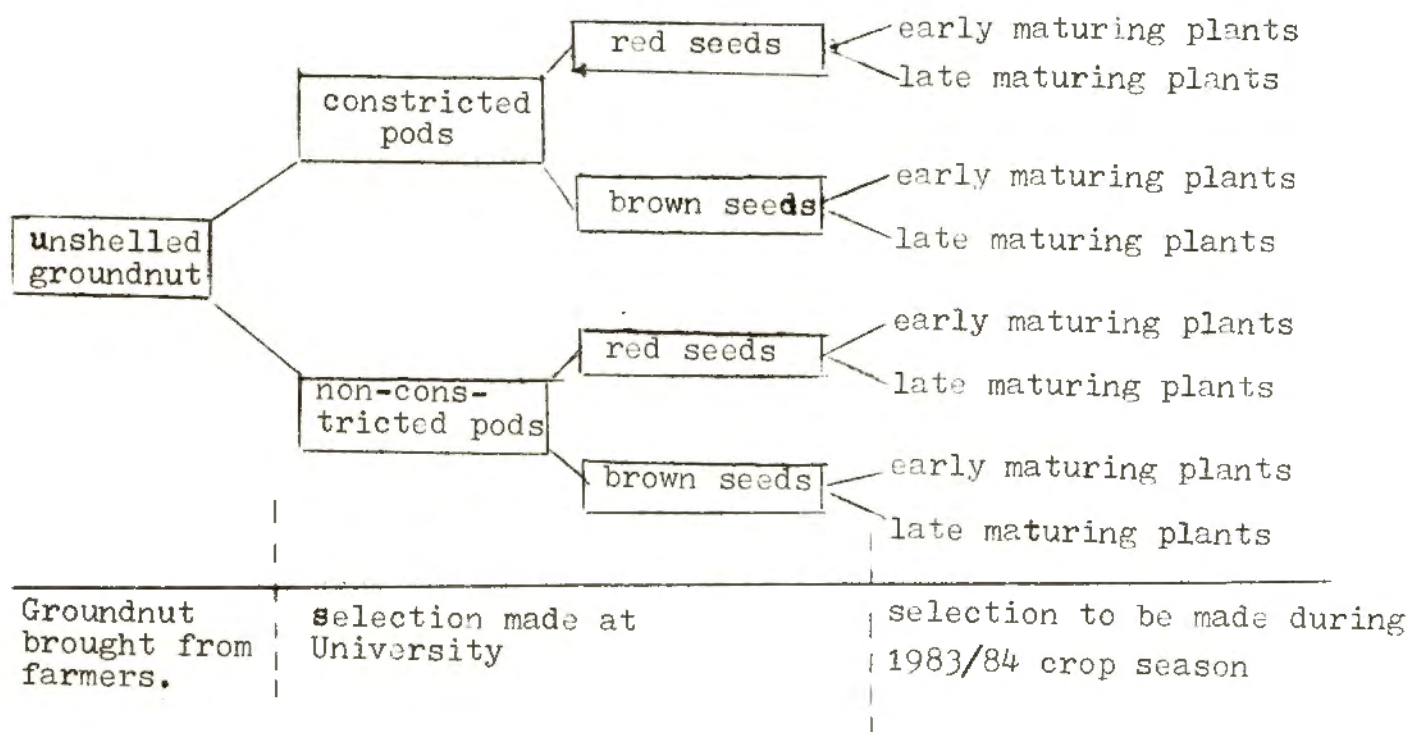 red seeds
early maturing plants
late maturing plants
constricted
pods
brown seeds
early maturing plants
late maturing plants
unshelled
groundnut
red seeds
early maturing plants
late maturing plants
non-cons-
tricted pods
brown seeds
early maturing plants
late maturing plants
Groundnut
brought from
farmers.
selection made at
University
selection to be made during
1983/84 crop season